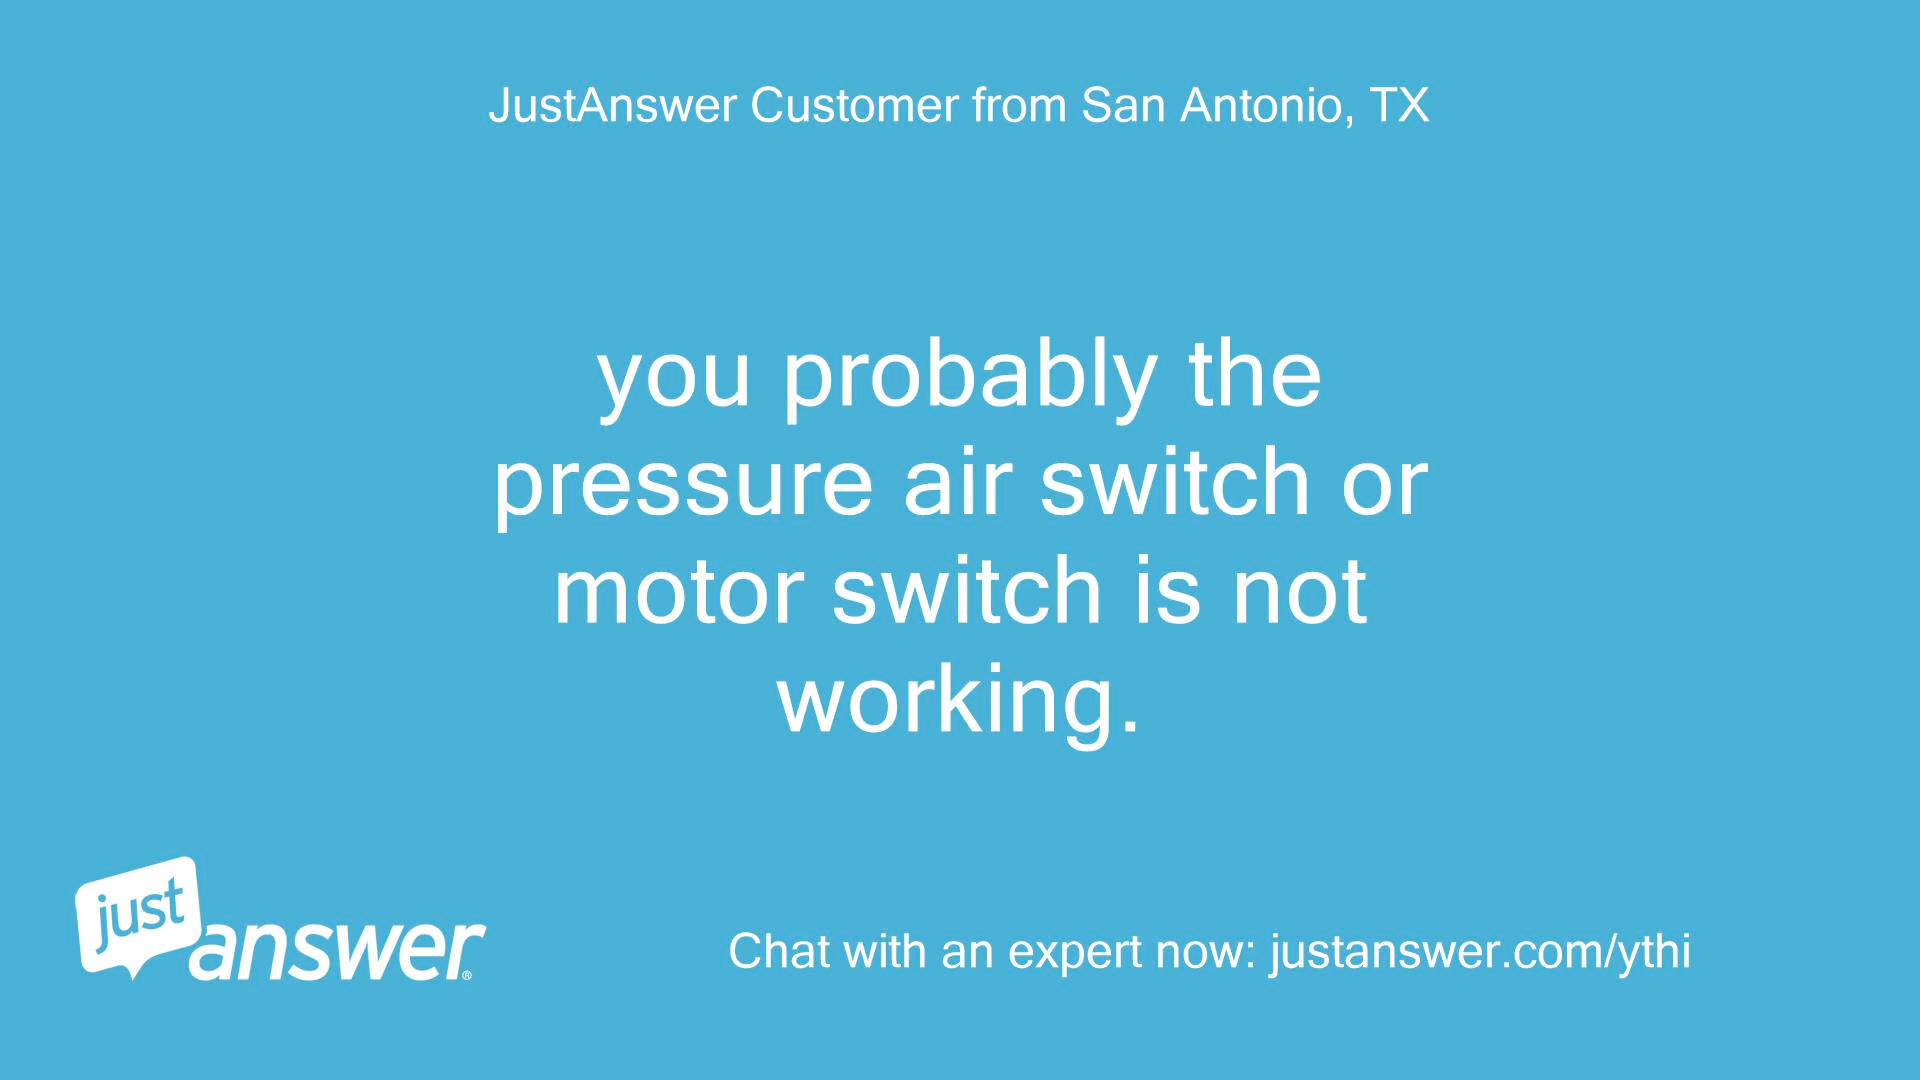 JustAnswer Customer from San Antonio, TX
you probably the
pressure air switch or
motor switch is not
working.
just
answer®
Chat with an expert now: justanswer.com/ythi